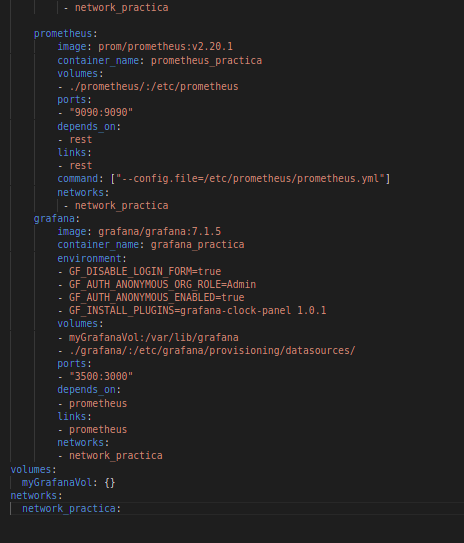 - network_practica
prometheus:
image: prom/prometheus:v2.20.1
container_name: prometheus_practica
volumes:
- ./prometheus/:/etc/prometheus
ports:
- "9090:9090"
depends_on:
- rest
links:
- rest
command: ["--config.file=/etc/prometheus/prometheus.yml"]
networks:
- network_practica
grafana:
image: grafana/grafana:7.1.5
container_name: grafana_practica
environment:
- GF_DISABLE_LOGIN_FORM=true
- GF_AUTH_ANONYMOUS_ORG_ROLE=Admin
- GF_AUTH_ANONYMOUS_ENABLED=true
- GF_INSTALL_PLUGINS=grafana-clock-panel 1.0.1
volumes:
- myGrafanaVol:/var/lib/grafana
- ./grafana/:/etc/grafana/provisioning/datasources/
ports:
- "3500:3000"
depends_on:
- prometheus
links:
- prometheus
networks:
- network_practica
volumes:
myGrafanaVol: {}
networks:
network_practica: